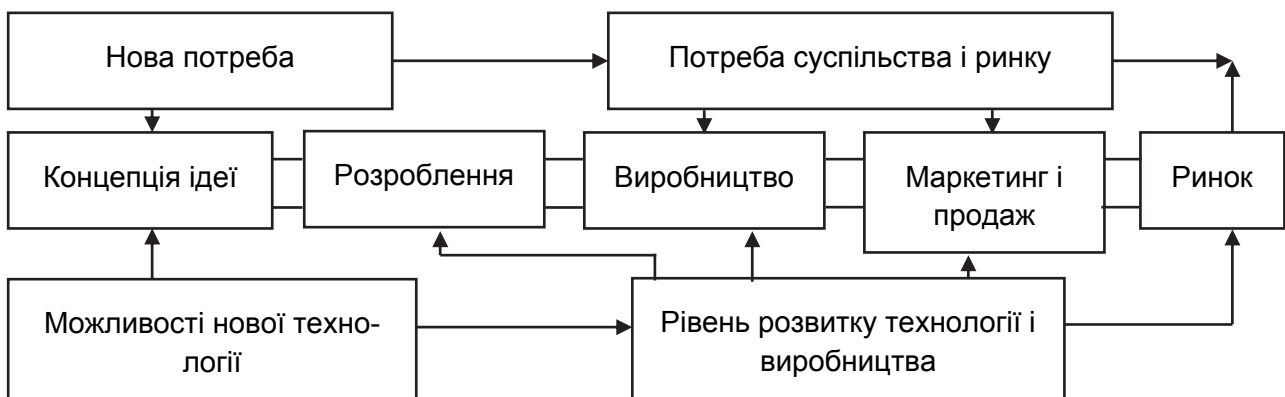 Нова потреба
Потреба суспільства і ринку
Концепція ідеї
Розроблення
Виробництво
Маркетинг і
продаж
Ринок
Можливості нової техно-
логії
Рівень розвитку технології і
виробництва